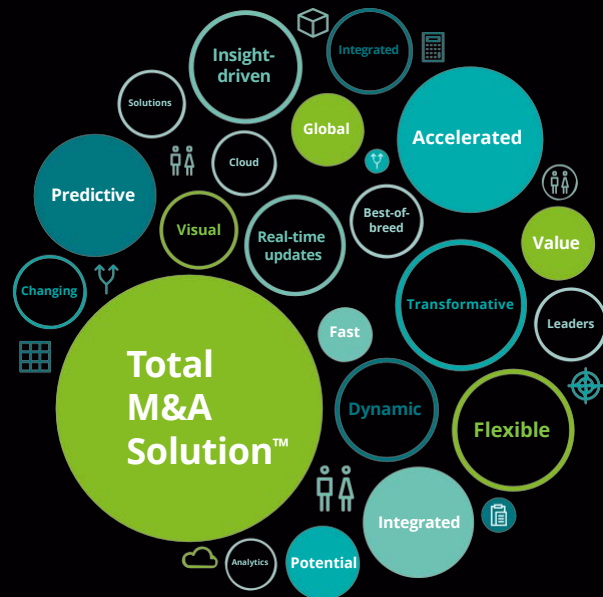 Insight-
driven
Integrated
Solutions
Global
Accelerated
Cloud
Predictive
Visual
Real-time
updates
Best-of-
breed
Value
Changing
Transformative
Leaders
Fast
Total
M&A
Solution™
Dynamic
Flexible
Integrated
Analytics
Potential